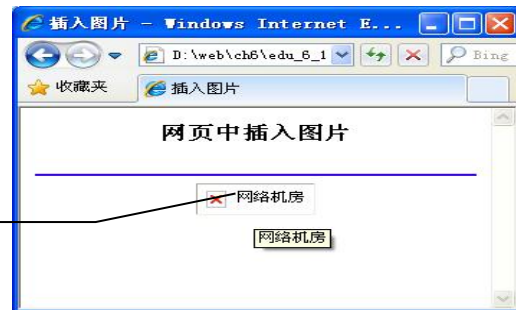 插入图片 - Windows Internet E...
D:\web\ch6\edu_6_1
Bing
收藏夹
插入图片
网页中插入图片
网络机房
网络机房